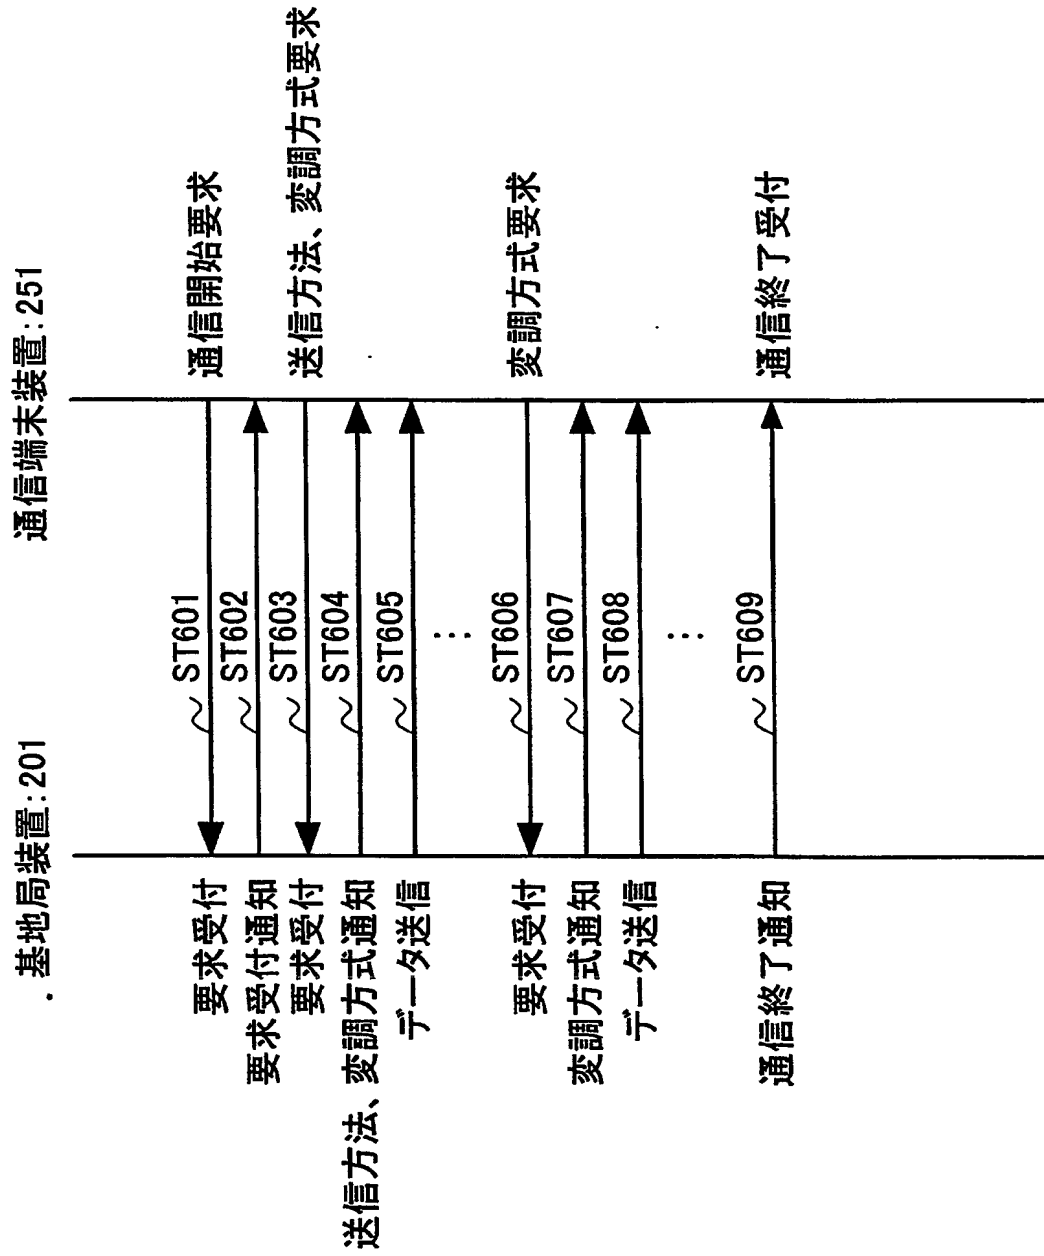 基地局装置:201
通信端末装置:251
要求受付
ST601
通信開始要求
要求受付通知
ST602
要求受付
ST603
送信方法、変調方式要求
送信方法、変調方式通知
ST604
データ送信
ST605
...
要求受付
ST606
変調方式要求
変調方式通知
ST607
データ送信
ST608
...
通信終了通知
ST609
通信終了受付